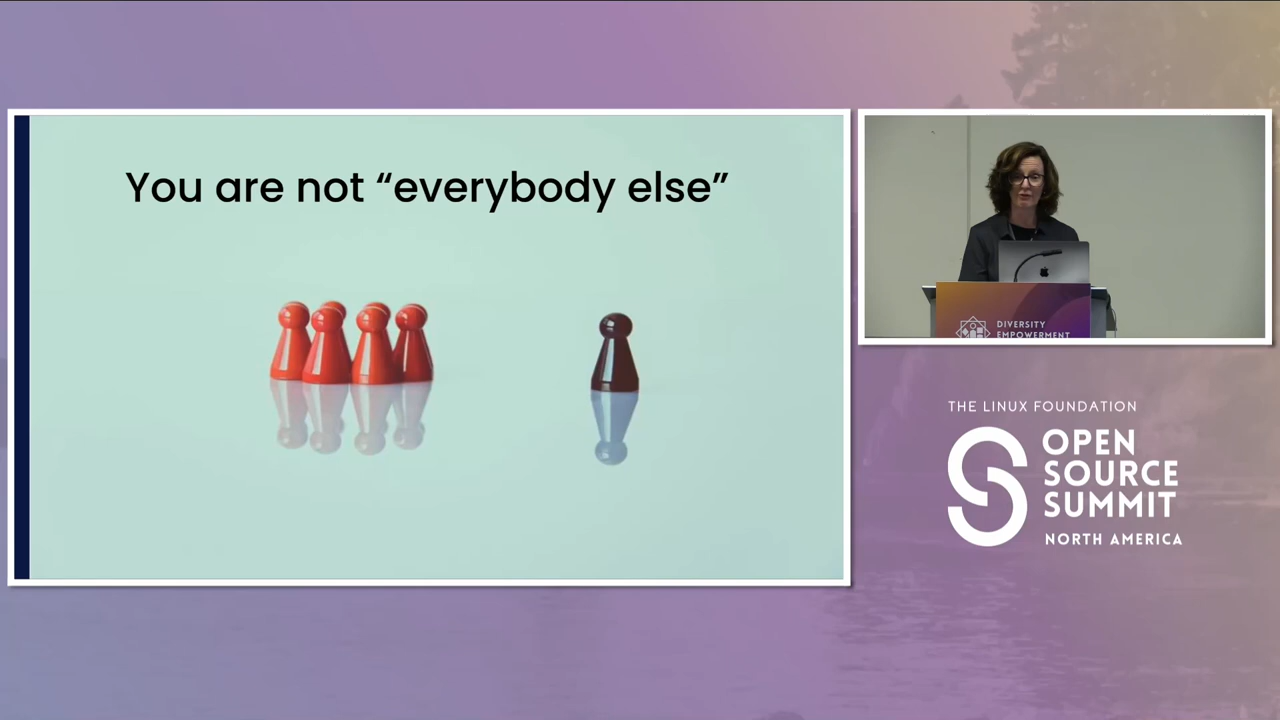 You are not “everybody else”
DIVERSITY
EMPOWERMENT
THE LINUX FOUNDATION
OPEN
SOURCE
SUMMIT
NORTH AMERICA